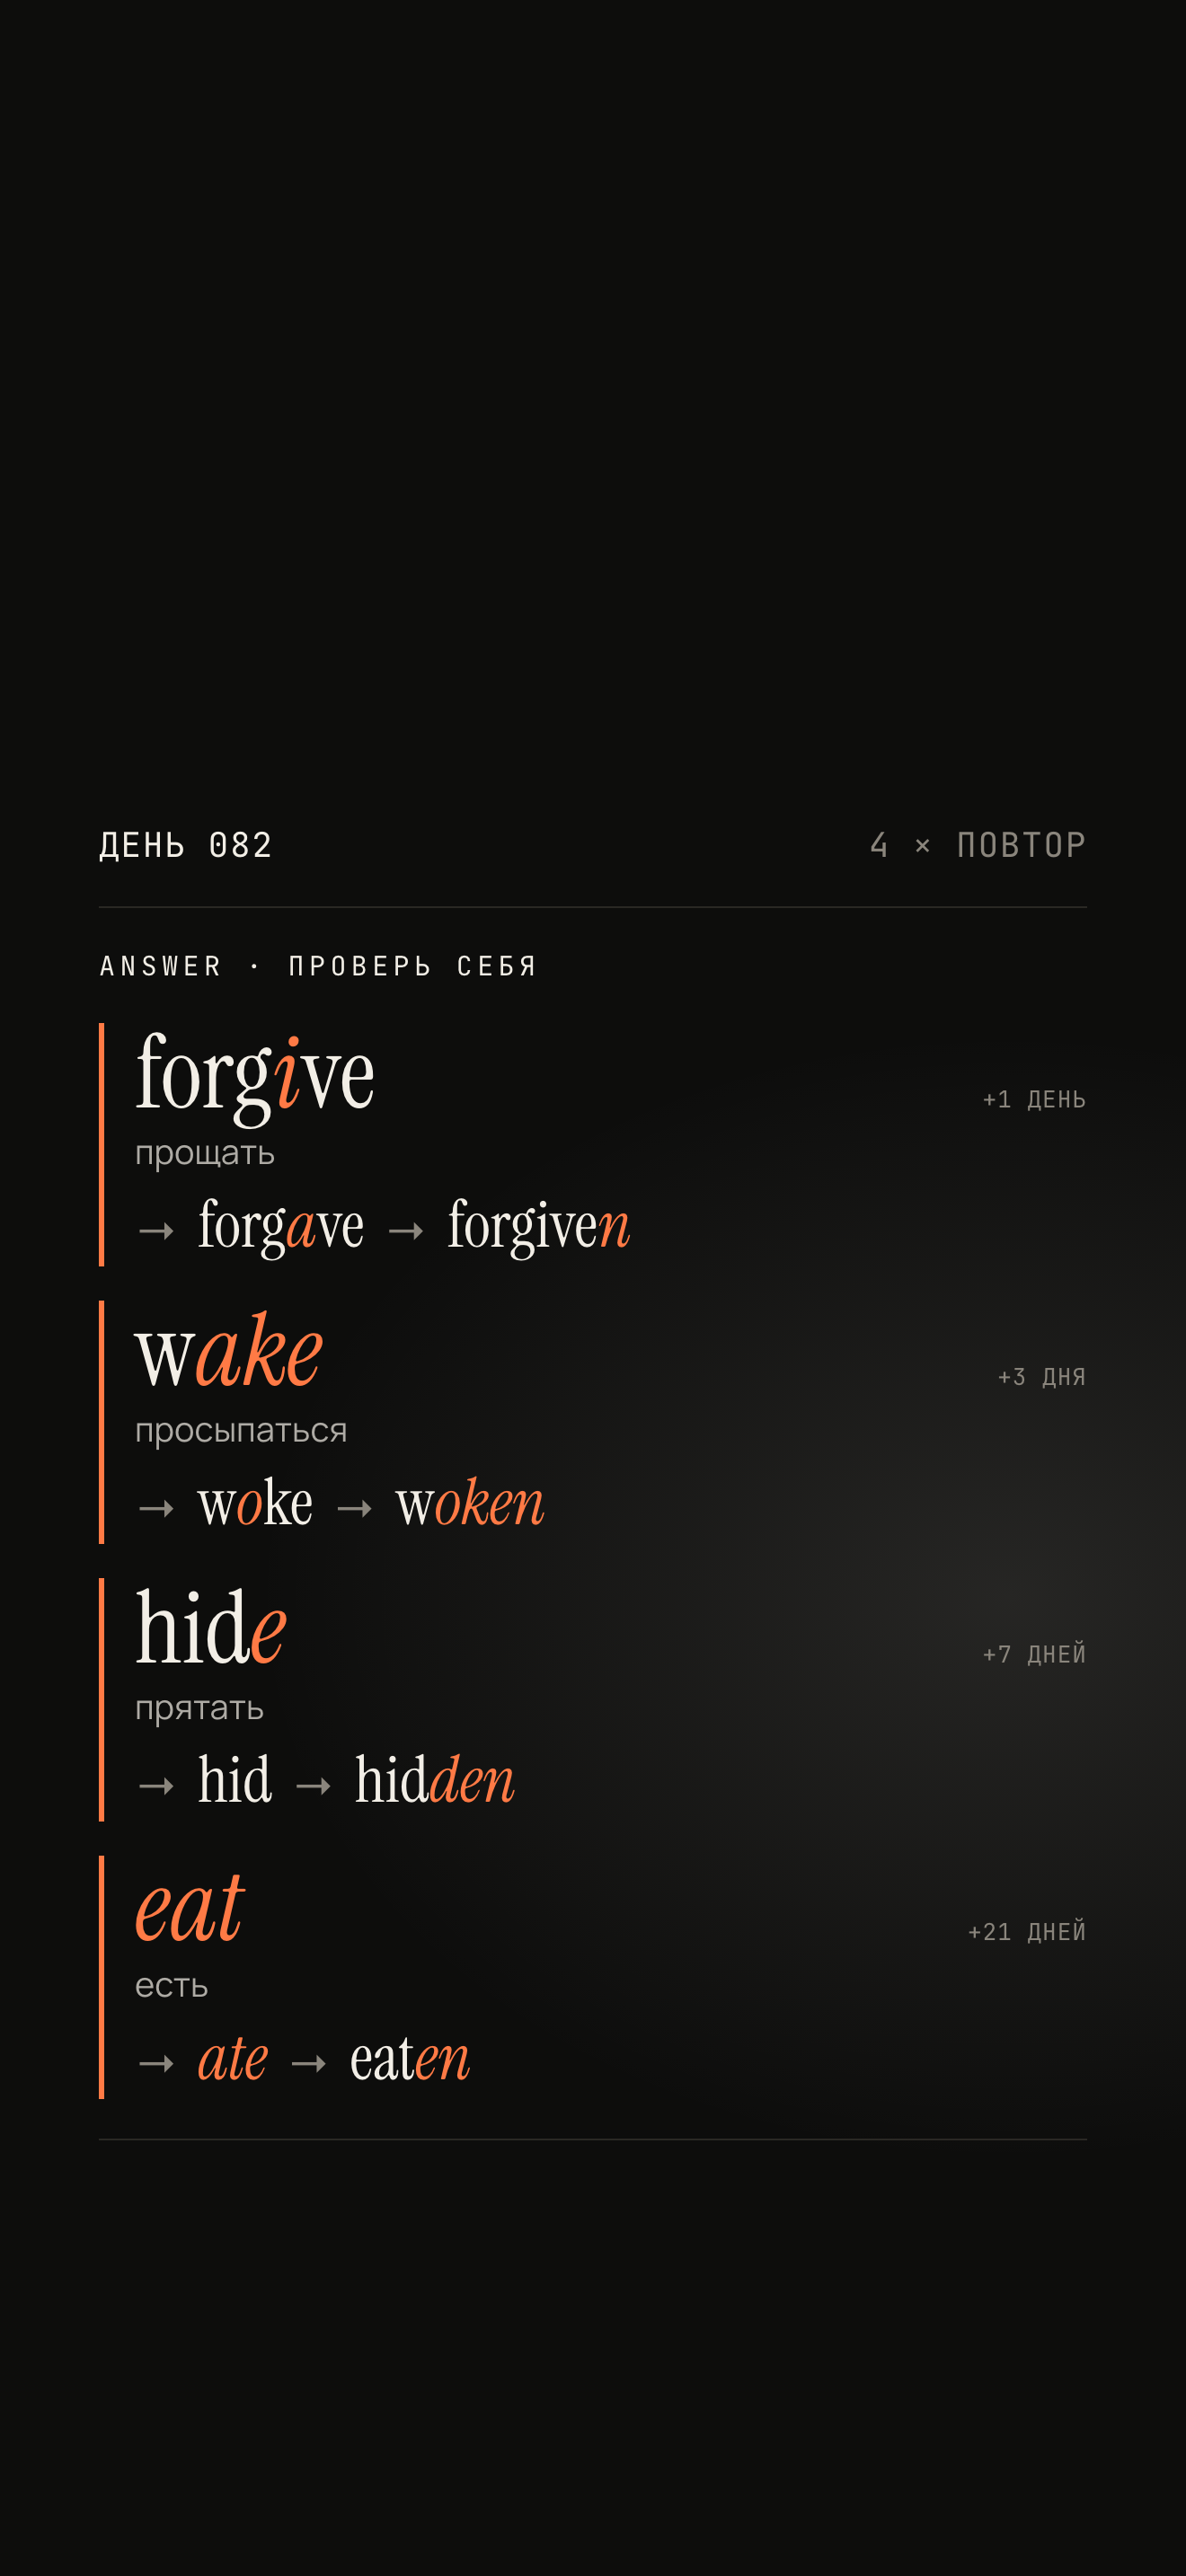 ДЕНЬ 082
4 × ПОВТОР
ANSWER · ПРОВЕРЬ СЕБЯ
forgive
+1 ДЕНЬ
прощать
→ forgave → forgiven
wake
+3 ДНЯ
просыпаться
→ woke → woken
hide
+7 ДНЕЙ
прятать
→ hid → hidden
eat
+21 ДНЕЙ
есть
→ ate → eaten